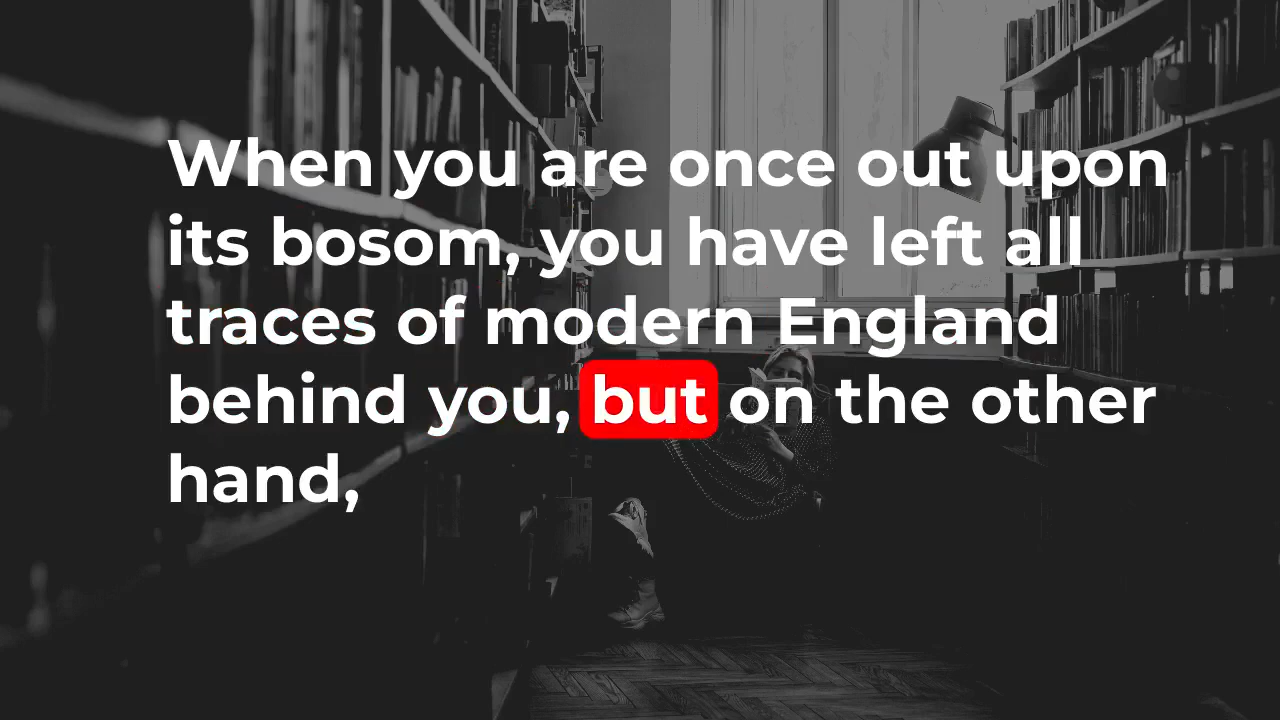 When you are once out upon
its bosom, you have left all
traces of modern England
behind you, but on the other
hand,